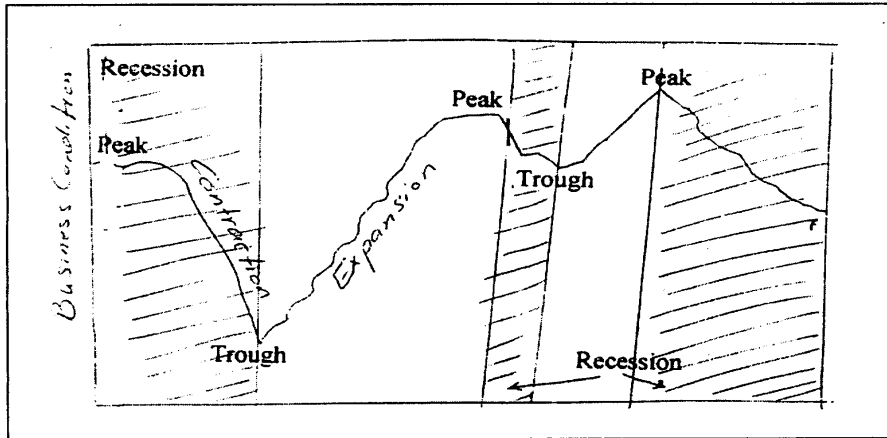 Recession
Peak
Peak
Peak
Business Condition
Contraction
Expansion
Trough
Trough
Recession